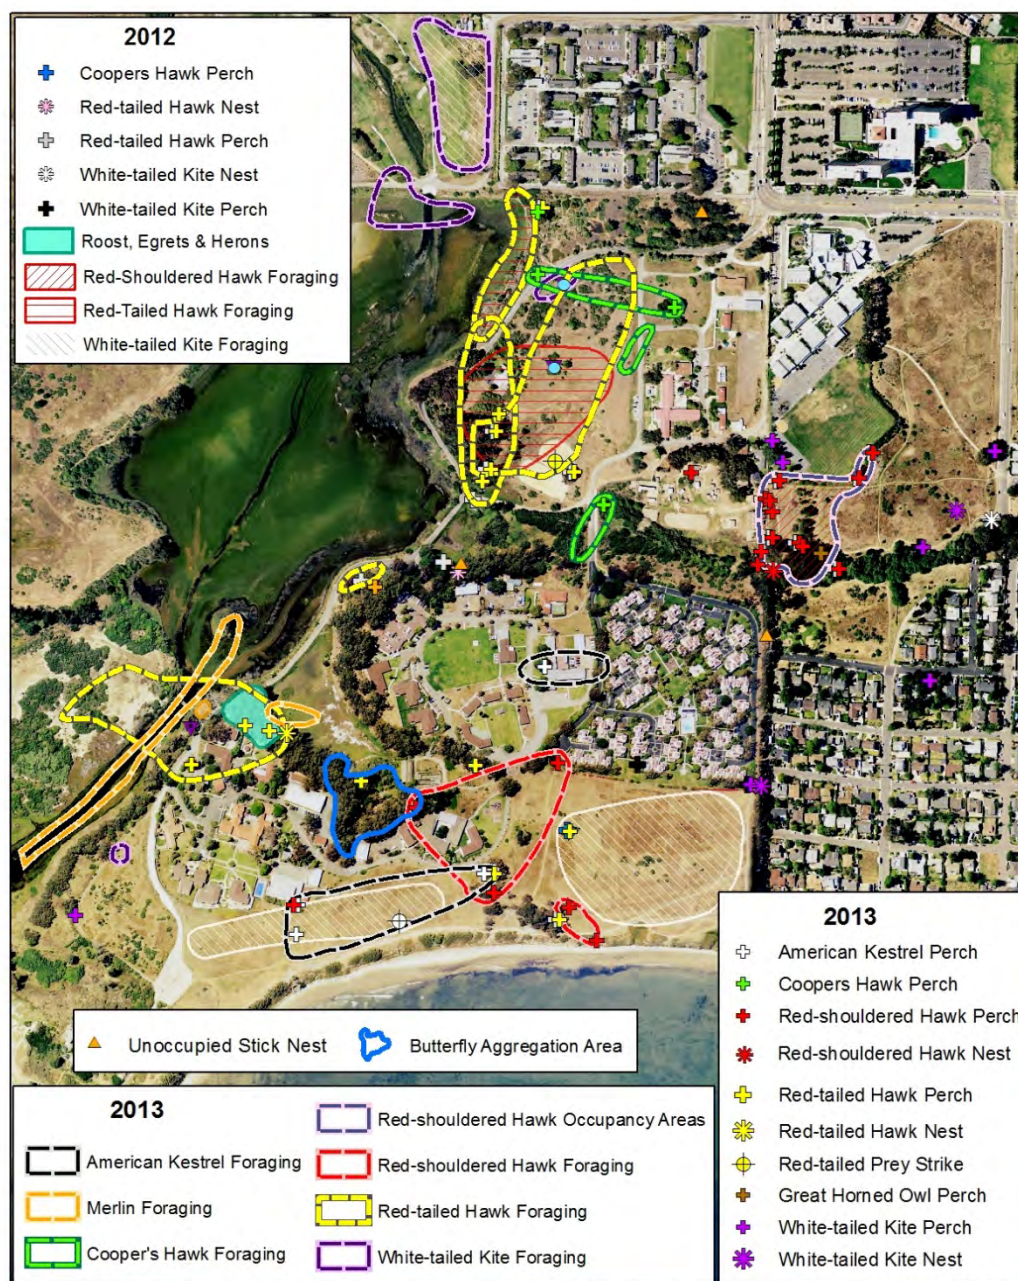 2012
Coopers Hawk Perch
Red-tailed Hawk Nest
Red-tailed Hawk Perch
White-tailed Kite Nest
White-tailed Kite Perch
Roost, Egrets & Herons
Red-Shouldered Hawk Foraging
Red-Tailed Hawk Foraging
White-tailed Kite Foraging
2013
American Kestrel Perch
Coopers Hawk Perch
Red-shouldered Hawk Perch
Red-shouldered Hawk Nest
Red-tailed Hawk Perch
Red-tailed Hawk Nest
Red-tailed Prey Strike
Great Horned Owl Perch
White-tailed Kite Perch
White-tailed Kite Nest
Unoccupied Stick Nest
Butterfly Aggregation Area
2013
American Kestrel Foraging
Merlin Foraging
Cooper's Hawk Foraging
Red-shouldered Hawk Occupancy Areas
Red-shouldered Hawk Foraging
Red-tailed Hawk Foraging
White-tailed Kite Foraging